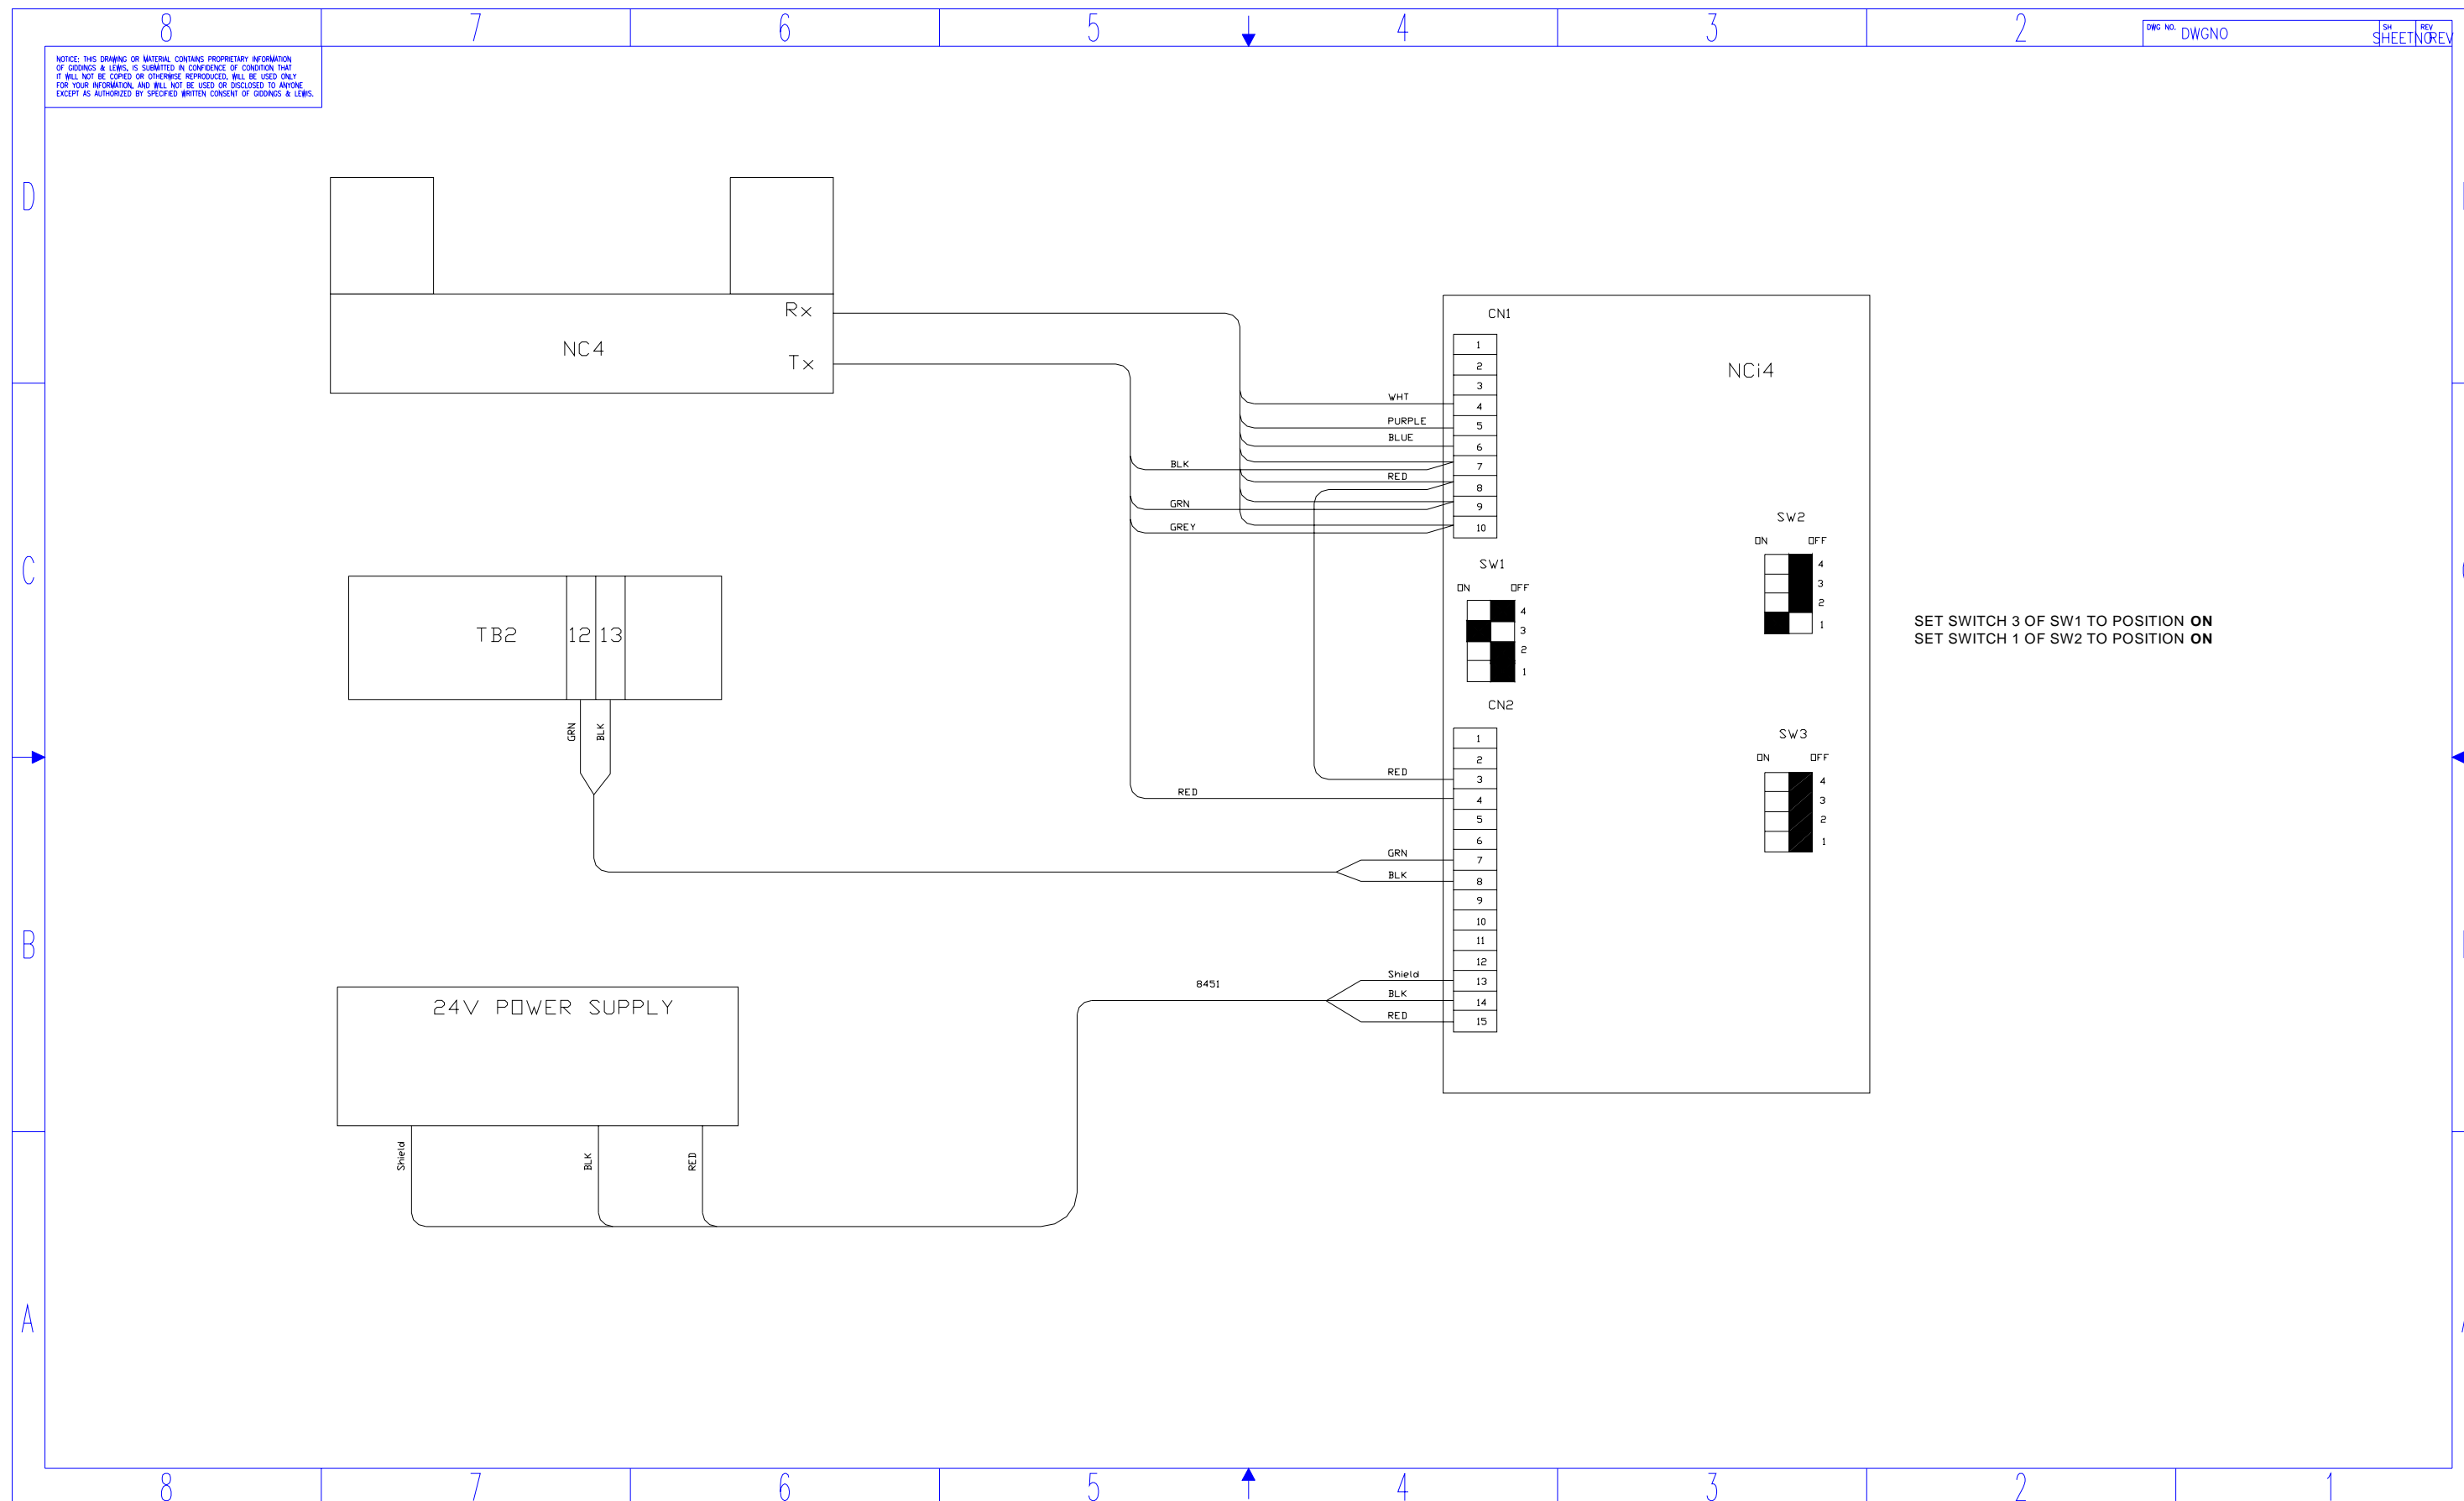 8 7 6 5 4 3 2
DWG NO. DWGNO SH SHEETNO REV REV
NOTICE: THIS DRAWING OR MATERIAL CONTAINS PROPRIETARY INFORMATION
OF GIDDINGS & LEWIS, IS SUBMITTED IN CONFIDENCE OF CONDITION THAT
IT WILL NOT BE COPIED OR OTHERWISE REPRODUCED, WILL BE USED ONLY
FOR YOUR INFORMATION, AND WILL NOT BE USED OR DISCLOSED TO ANYONE
EXCEPT AS AUTHORIZED BY SPECIFIED WRITTEN CONSENT OF GIDDINGS & LEWIS.
D
Rx
NC4
Tx
CN1
NCi4
1
2
3
WHT 4
PURPLE 5
BLUE 6
BLK 7
RED 8
GRN 9
GREY 10
C
SW1
ON OFF
4
3
2
1
SW2
ON OFF
4
3
2
1
SET SWITCH 3 OF SW1 TO POSITION ON
SET SWITCH 1 OF SW2 TO POSITION ON
TB2 12 13
GRN BLK
CN2
1
2
RED 3
RED 4
5
6
GRN 7
BLK 8
9
10
11
12
8451
Shield 13
BLK 14
RED 15
SW3
ON OFF
4
3
2
1
B
24V POWER SUPPLY
Shield BLK RED
A
8 7 6 5 4 3 2 1